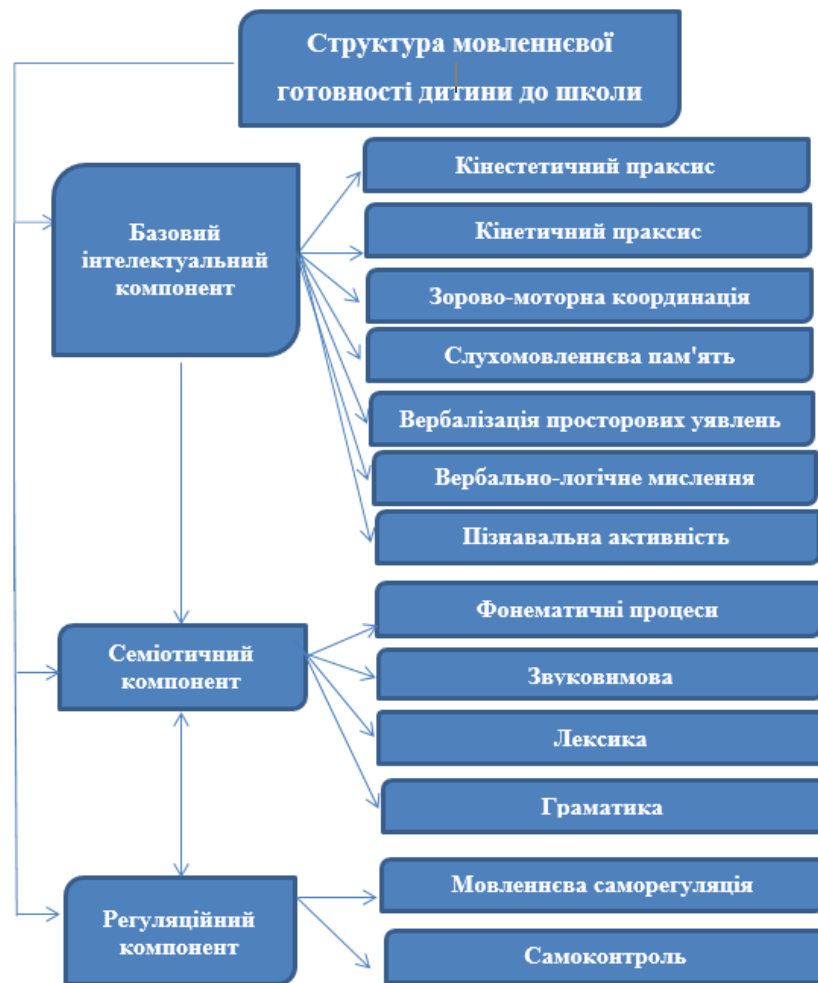 Структура мовленнєвої
готовності дитини до школи
Базовий
інтелектуальний
компонент
Кінестетичний праксис
Кінетичний праксис
Зорово-моторна координація
Слухомовленнєва пам'ять
Вербалізація просторових уявлень
Вербально-логічне мислення
Пізнавальна активність
Семіотичний
компонент
Фонематичні процеси
Звуковимова
Лексика
Граматика
Регуляційний
компонент
Мовленнєва саморегуляція
Самоконтроль